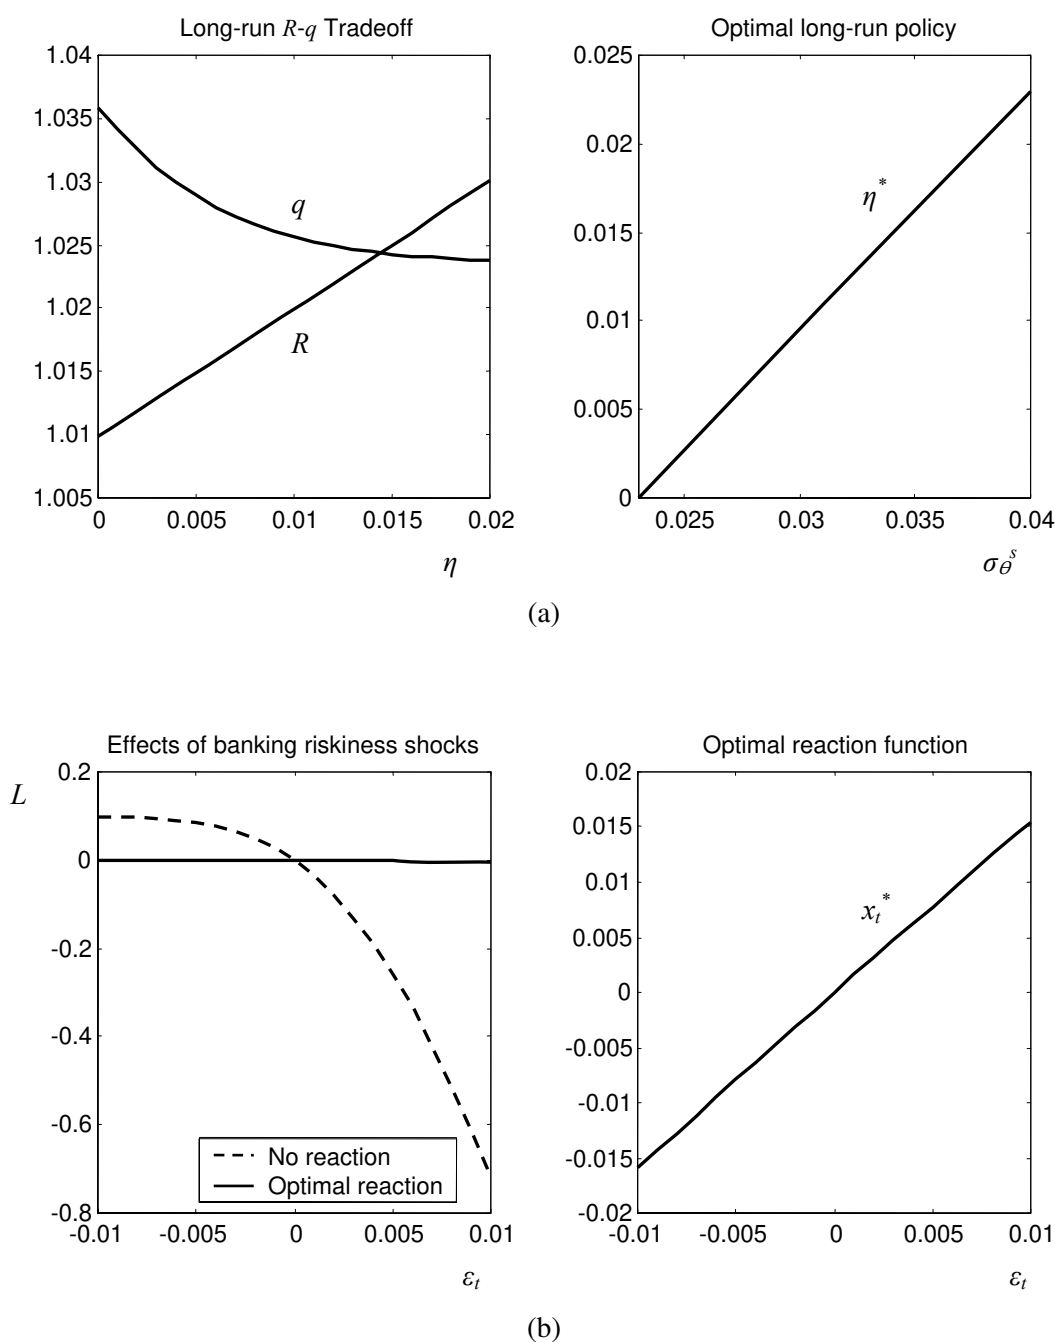 Long-run R-q Tradeoff
1.04
1.035
1.03
1.025
1.02
1.015
1.01
1.005
q
R
0 0.005 0.01 0.015 0.02
η
Optimal long-run policy
0.025
0.02
0.015
0.01
0.005
0
η*
0.025 0.03 0.035 0.04
σθ^s
(a)
Effects of banking riskiness shocks
L
0.2
0
-0.2
-0.4
-0.6
-0.8
No reaction
Optimal reaction
-0.01 -0.005 0 0.005 0.01
εt
Optimal reaction function
0.02
0.015
0.01
0.005
0
-0.005
-0.01
-0.015
-0.02
xt*
-0.01 -0.005 0 0.005 0.01
εt
(b)